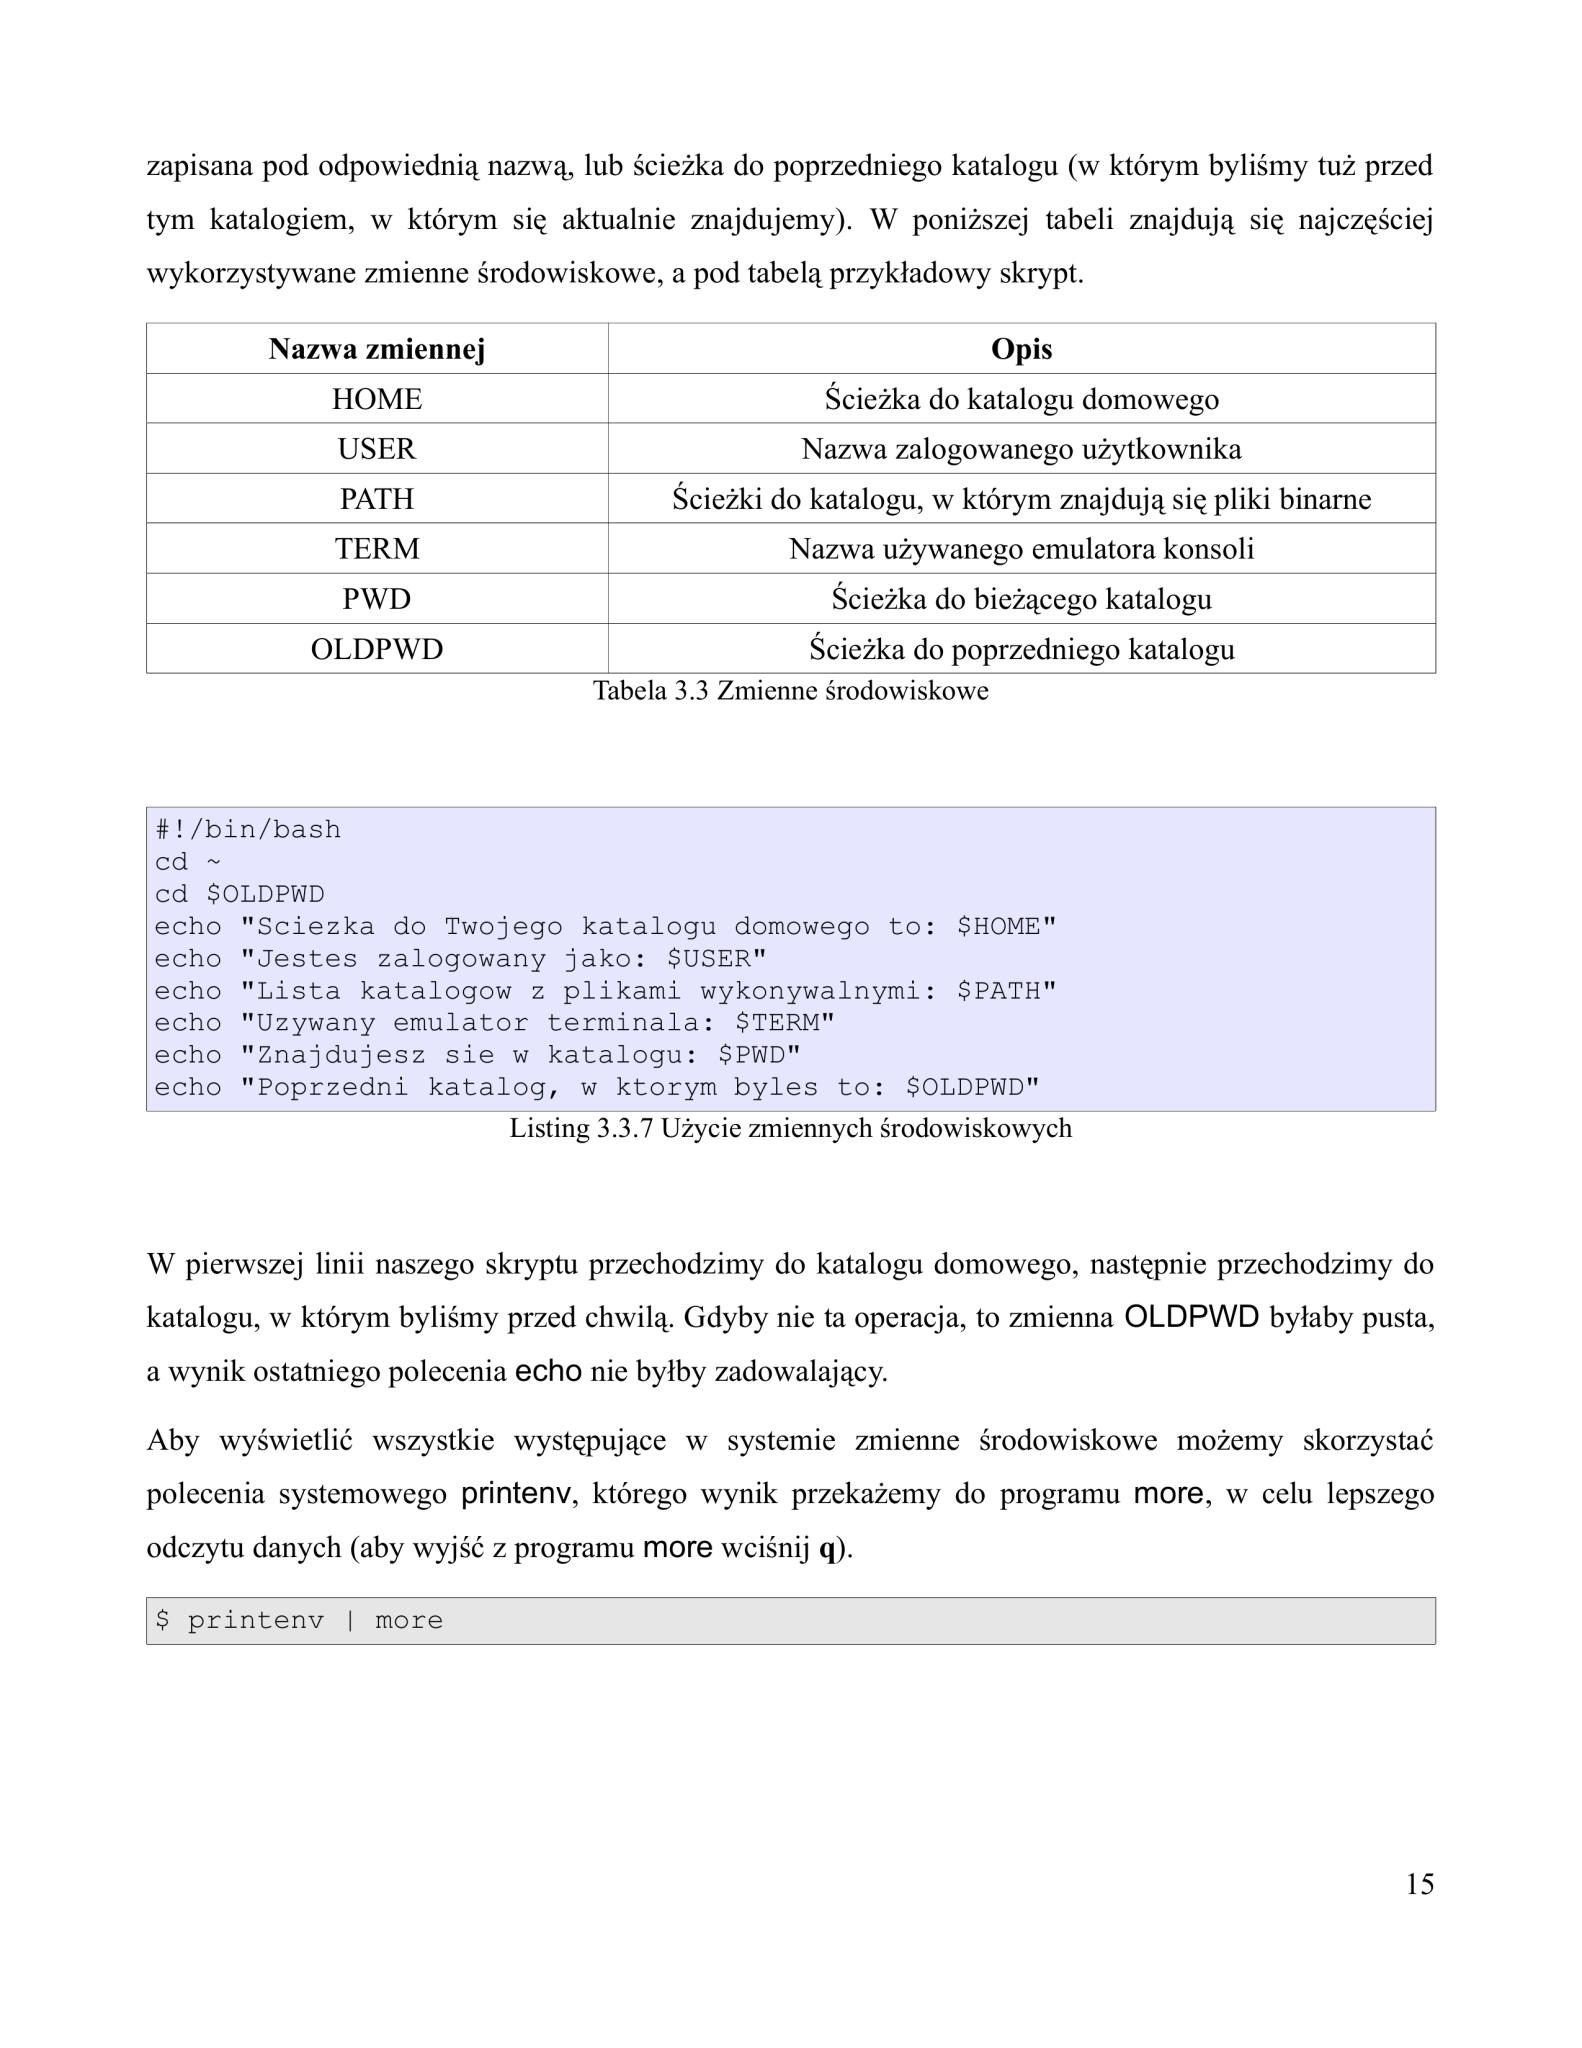 zapisana pod odpowiednią nazwą, lub ścieżka do poprzedniego katalogu (w którym byliśmy tuż przed
tym katalogiem, w którym się aktualnie znajdujemy). W poniższej tabeli znajdują się najczęściej
wykorzystywane zmienne środowiskowe, a pod tabelą przykładowy skrypt.
Nazwa zmiennej Opis
HOME Ścieżka do katalogu domowego
USER Nazwa zalogowanego użytkownika
PATH Ścieżki do katalogu, w którym znajdują się pliki binarne
TERM Nazwa używanego emulatora konsoli
PWD Ścieżka do bieżącego katalogu
OLDPWD Ścieżka do poprzedniego katalogu
Tabela 3.3 Zmienne środowiskowe
#!/bin/bash
cd ~
cd $OLDPWD
echo "Sciezka do Twojego katalogu domowego to: $HOME"
echo "Jestes zalogowany jako: $USER"
echo "Lista katalogow z plikami wykonywalnymi: $PATH"
echo "Uzywany emulator terminala: $TERM"
echo "Znajdujesz sie w katalogu: $PWD"
echo "Poprzedni katalog, w ktorym byles to: $OLDPWD"
Listing 3.3.7 Użycie zmiennych środowiskowych
W pierwszej linii naszego skryptu przechodzimy do katalogu domowego, następnie przechodzimy do
katalogu, w którym byliśmy przed chwilą. Gdyby nie ta operacja, to zmienna OLDPWD byłaby pusta,
a wynik ostatniego polecenia echo nie byłby zadowalający.
Aby wyświetlić wszystkie występujące w systemie zmienne środowiskowe możemy skorzystać
polecenia systemowego printenv, którego wynik przekażemy do programu more, w celu lepszego
odczytu danych (aby wyjść z programu more wciśnij q).
$ printenv | more
15